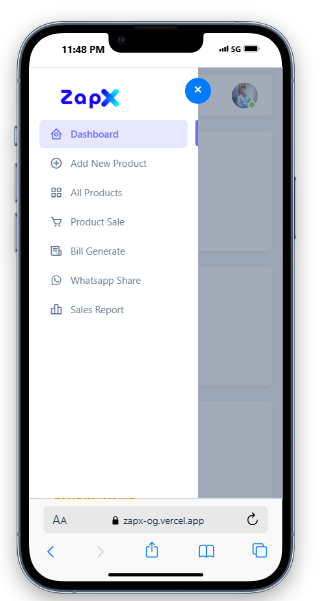 11:48 PM
5G
ZapX
Dashboard
Add New Product
All Products
Product Sale
Bill Generate
Whatsapp Share
Sales Report
AA
zapx-og.vercel.app